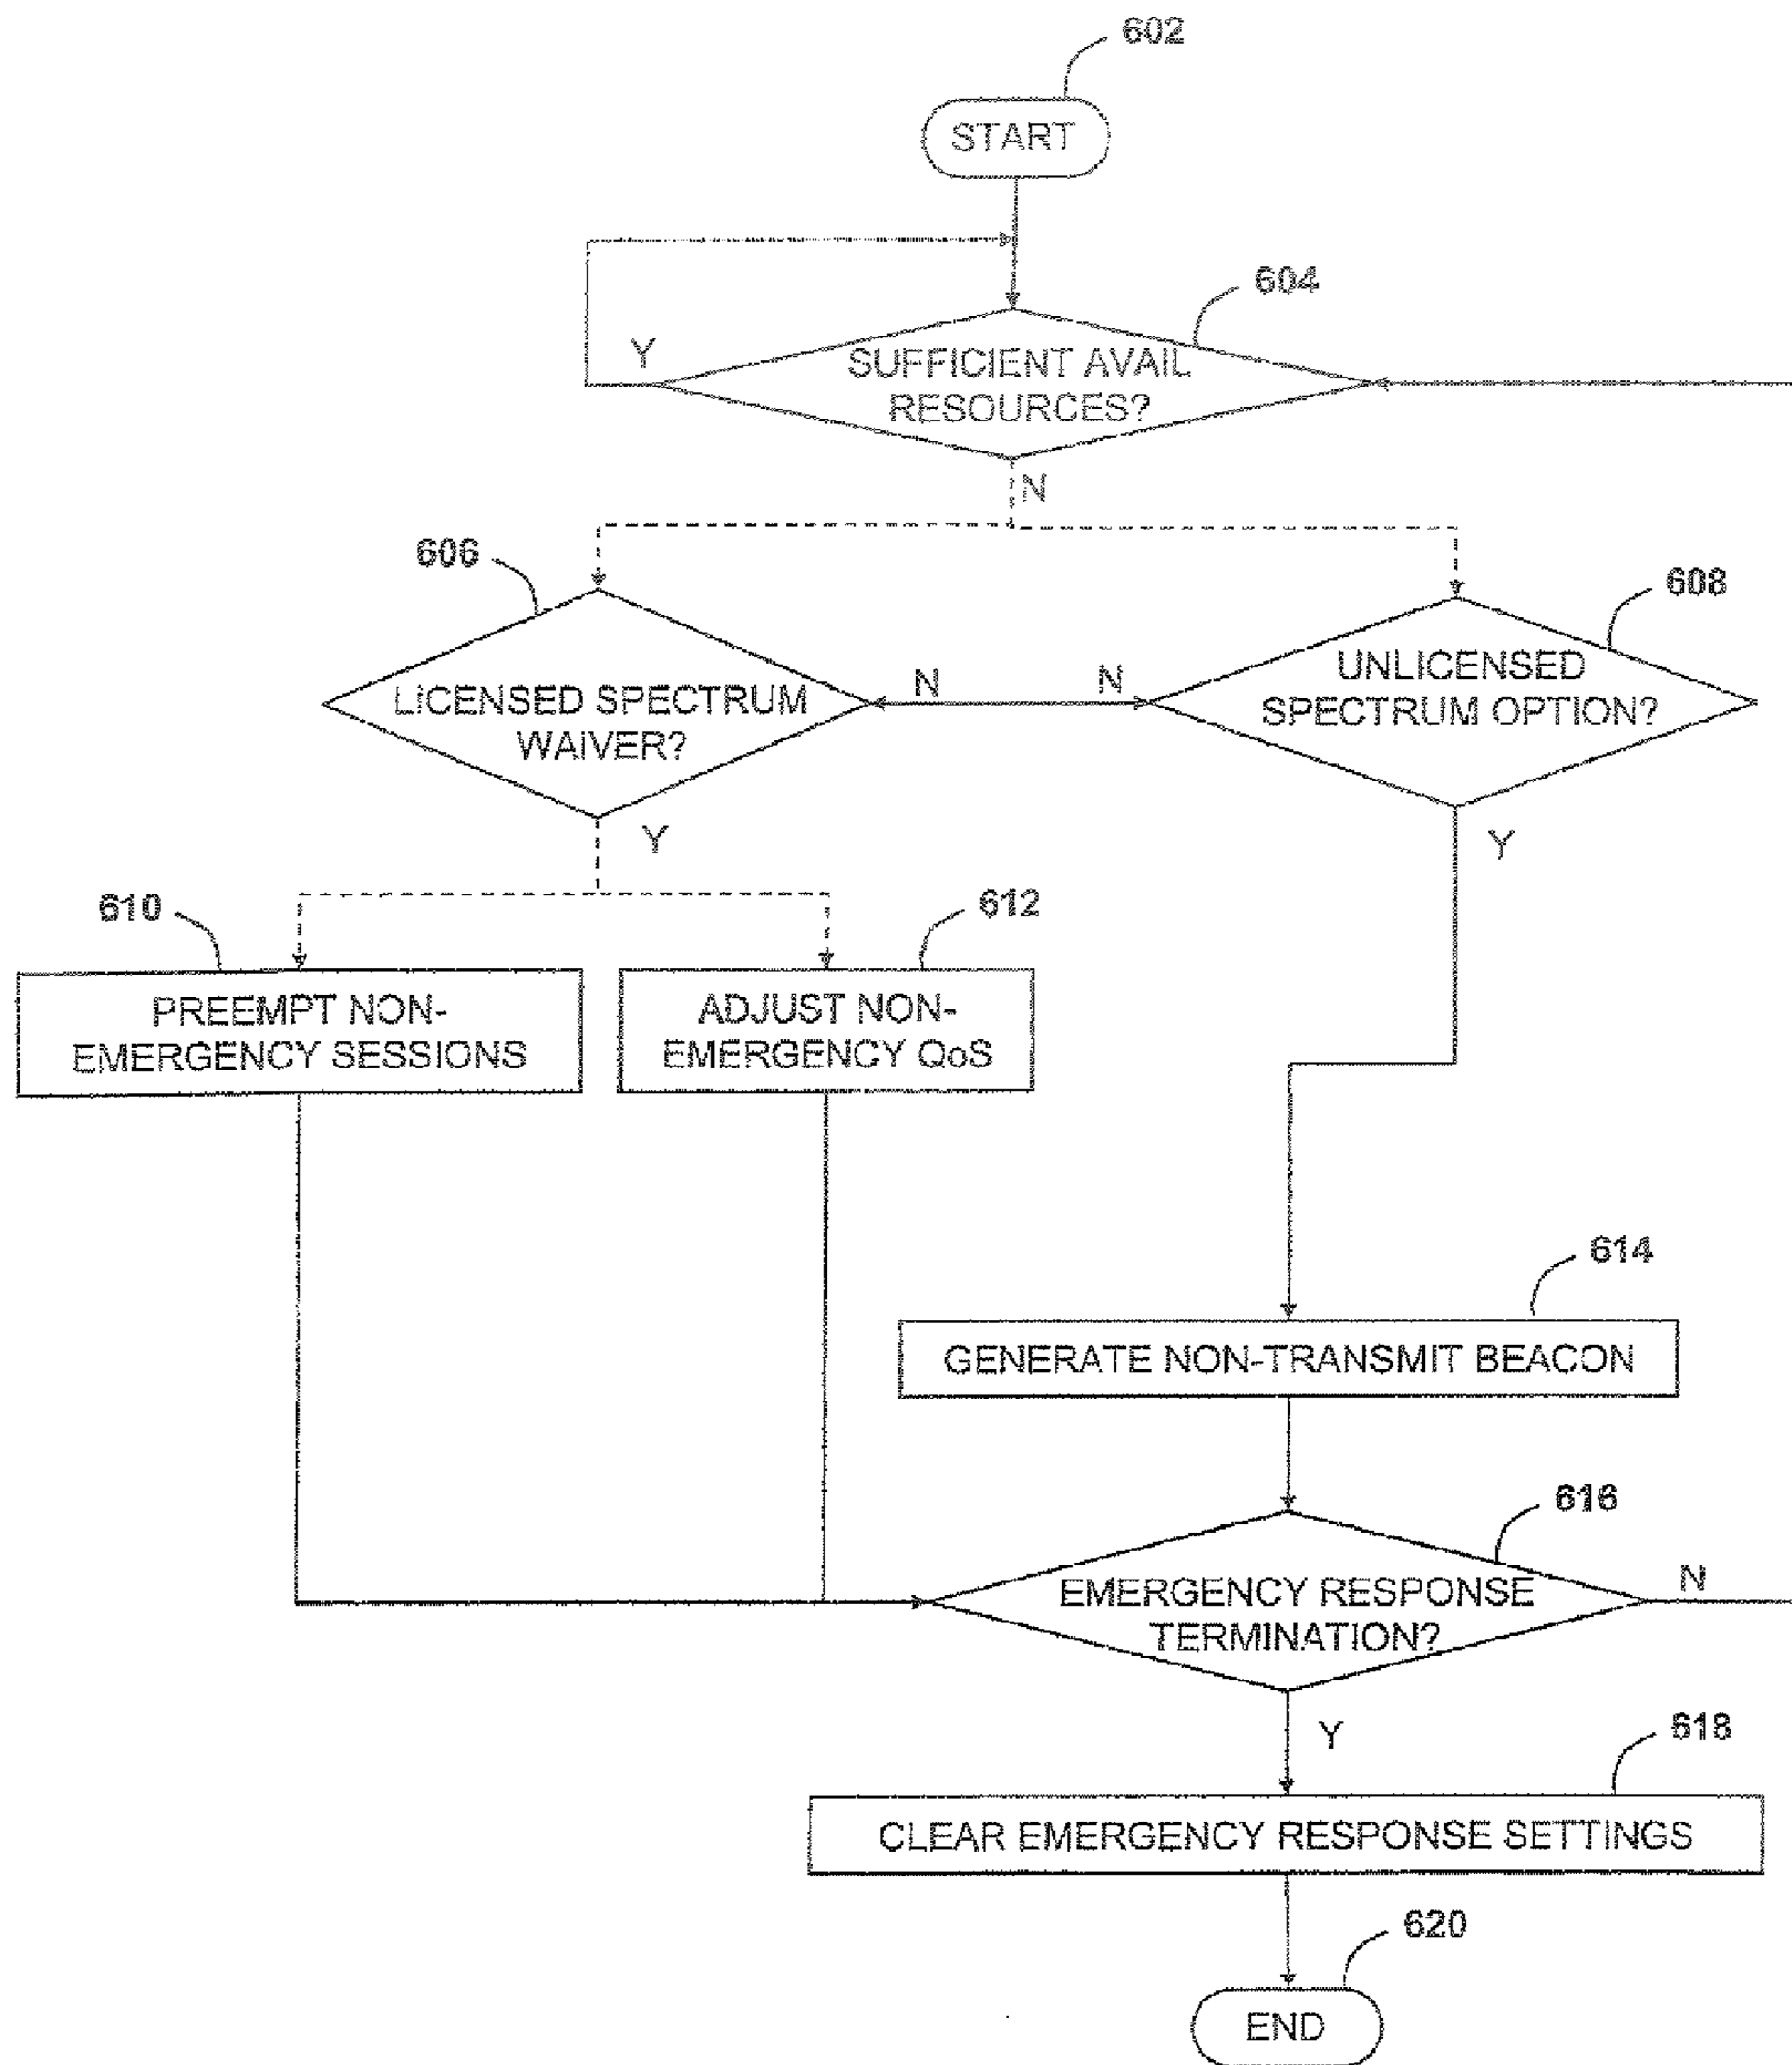 602
START
604
Y
SUFFICIENT AVAIL
RESOURCES?
N
606
608
LICENSED SPECTRUM
WAIVER?
N
N
UNLICENSED
SPECTRUM OPTION?
Y
Y
610
612
PREEMPT NON-
EMERGENCY SESSIONS
ADJUST NON-
EMERGENCY QoS
614
GENERATE NON-TRANSMIT BEACON
616
EMERGENCY RESPONSE
TERMINATION?
N
Y
618
CLEAR EMERGENCY RESPONSE SETTINGS
620
END